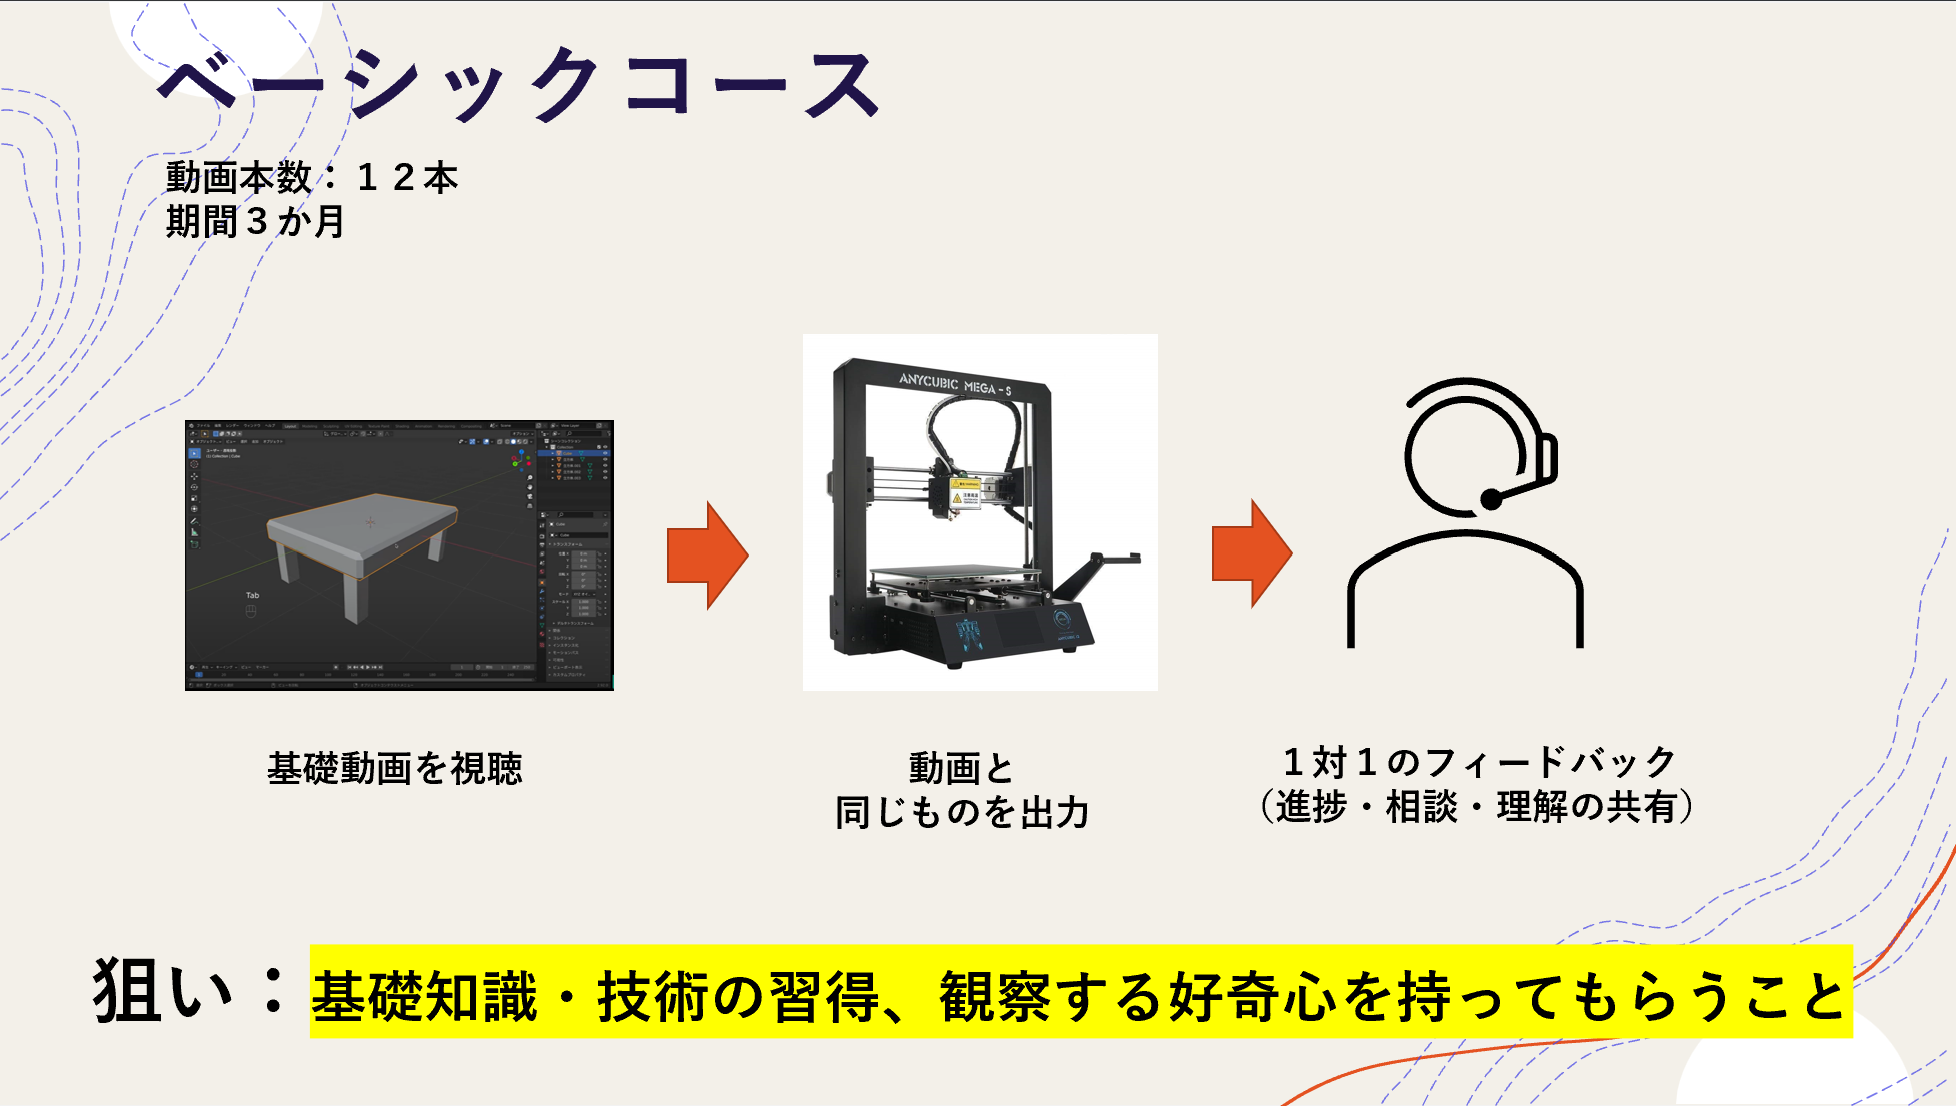 ベーシックコース
動画本数：１２本
期間３か月
Tab
ANYCUBIC MEGA-S
基礎動画を視聴
動画と
同じものを出力
１対１のフィードバック
（進捗・相談・理解の共有）
狙い：基礎知識・技術の習得、観察する好奇心を持ってもらうこと